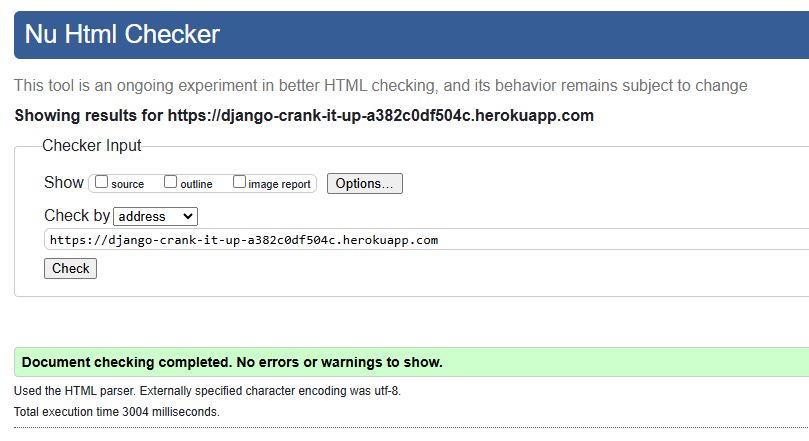 Nu Html Checker
This tool is an ongoing experiment in better HTML checking, and its behavior remains subject to change
Showing results for https://django-crank-it-up-a382c0df504c.herokuapp.com
Checker Input
Show source outline image report Options...
Check by address
https://django-crank-it-up-a382c0df504c.herokuapp.com
Check
Document checking completed. No errors or warnings to show.
Used the HTML parser. Externally specified character encoding was utf-8.
Total execution time 3004 milliseconds.